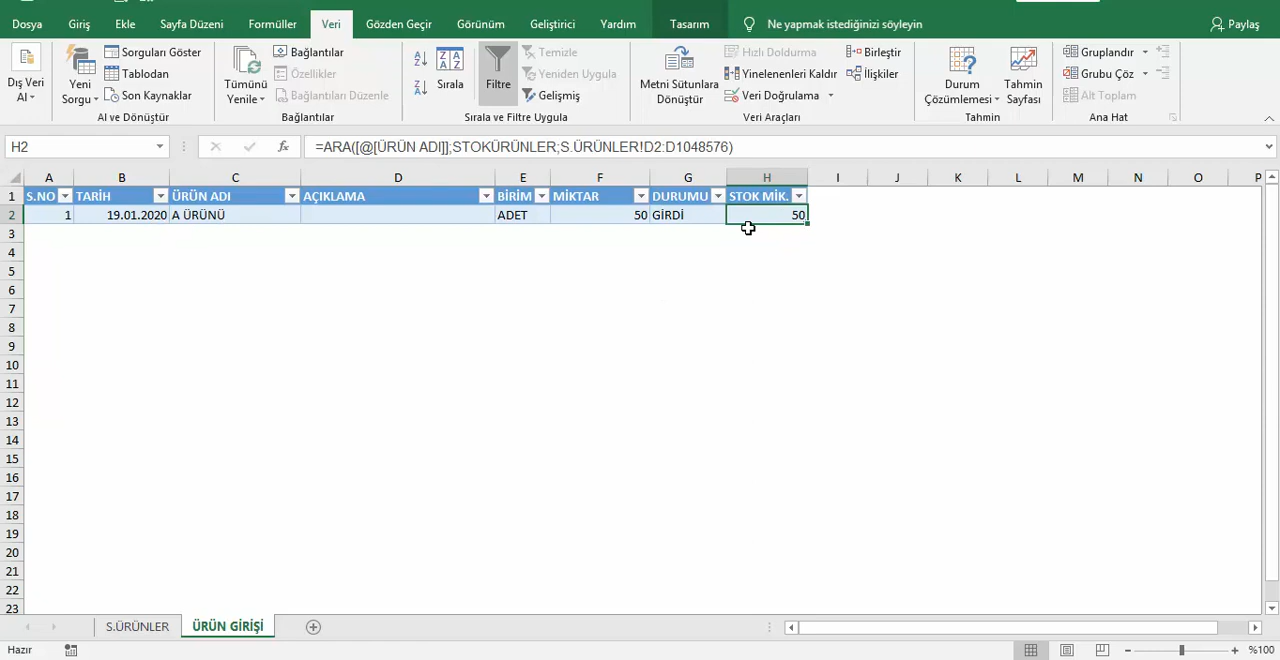 Dosya Giriş Ekle Sayfa Düzeni Formüller Veri Gözden Geçir Görünüm Geliştirici Yardım Tasarım Ne yapmak istediğinizi söyleyin Paylaş
Dış Veri
Al
Yeni
Sorgu
Sorguları Göster
Tablodan
Son Kaynaklar
Al ve Dönüştür
Tümünü
Yenile
Bağlantılar
Özellikler
Bağlantıları Düzenle
Bağlantılar
Sırala
Filtre
Temizle
Yeniden Uygula
Gelişmiş
Sırala ve Filtre Uygula
Metni Sütunlara
Dönüştür
Hızlı Doldurma
Yinelenenleri Kaldır
Veri Doğrulama
Birleştir
İlişkiler
Veri Araçları
Durum
Çözümlemesi
Tahmin
Sayfası
Tahmin
Gruplandır
Grubu Çöz
Alt Toplam
Ana Hat
H2 fx =ARA([@[ÜRÜN ADI]];STOKÜRÜNLER;S.ÜRÜNLER!D2:D1048576)
A B C D E F G H I J K L M N O P
1 S.NO TARİH ÜRÜN ADI AÇIKLAMA BİRİM MİKTAR DURUMU STOK MİK.
2 1 19.01.2020 A ÜRÜNÜ ADET 50 GİRDİ 50
3
4
5
6
7
8
9
10
11
12
13
14
15
16
17
18
19
20
21
22
23
S.ÜRÜNLER ÜRÜN GİRİŞİ
Hazır %100